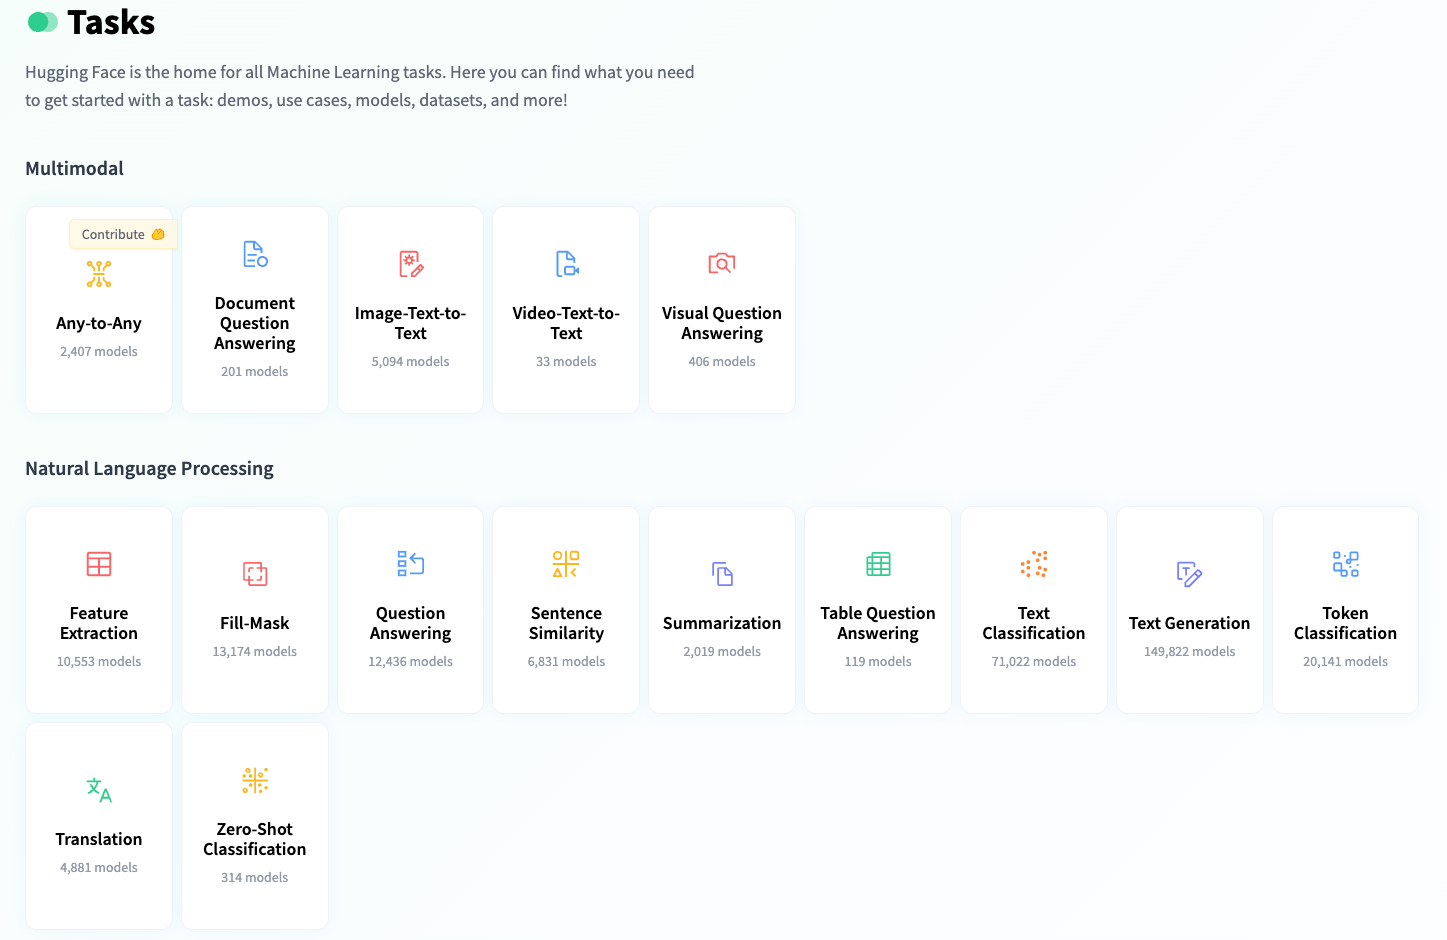 Tasks
Hugging Face is the home for all Machine Learning tasks. Here you can find what you need
to get started with a task: demos, use cases, models, datasets, and more!
Multimodal
Contribute
Any-to-Any
2,407 models
Document
Question
Answering
201 models
Image-Text-to-
Text
5,094 models
Video-Text-to-
Text
33 models
Visual Question
Answering
406 models
Natural Language Processing
Feature
Extraction
10,553 models
Fill-Mask
13,174 models
Question
Answering
12,436 models
Sentence
Similarity
6,831 models
Summarization
2,019 models
Table Question
Answering
119 models
Text
Classification
71,022 models
Text Generation
149,822 models
Token
Classification
20,141 models
Translation
4,881 models
Zero-Shot
Classification
314 models